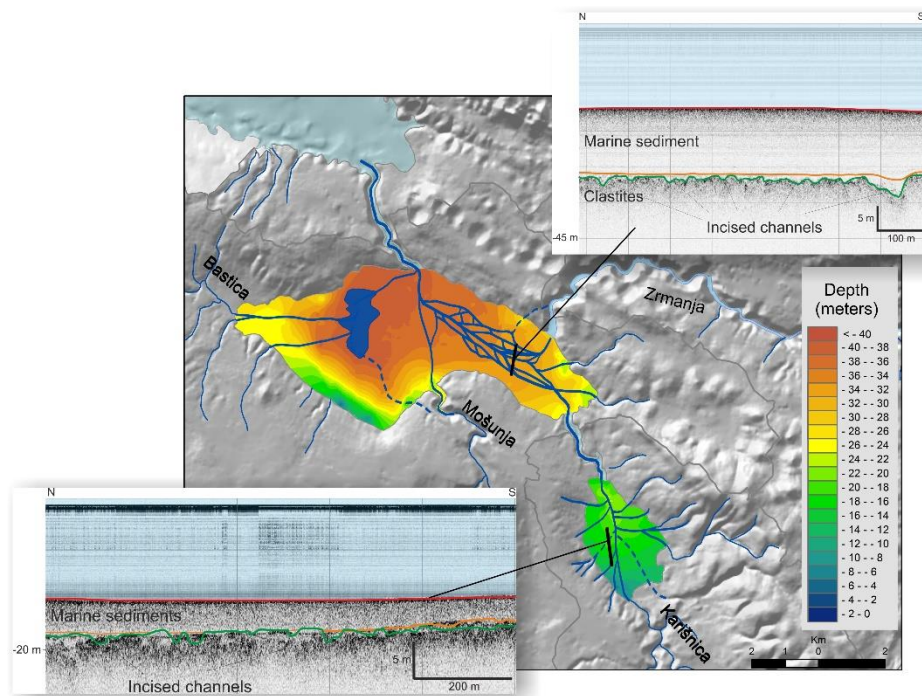 N
S
Marine sediment
Clastites
Incised channels
5 m
100 m
-45 m
Bastica
Zrmanja
Mošunja
Karišnica
Depth
(meters)
< - 40
- 40 - - 38
- 38 - - 36
- 36 - - 34
- 34 - - 32
- 32 - - 30
- 30 - - 28
- 28 - - 26
- 26 - - 24
- 24 - - 22
- 22 - - 20
- 20 - - 18
- 18 - - 16
- 16 - - 14
- 14 - - 12
- 12 - - 10
- 10 - - 8
- 8 - - 6
- 6 - - 4
- 4 - - 2
- 2 - 0
Km
2 1 0 2
N
S
Marine sediments
-20 m
5 m
200 m
Incised channels